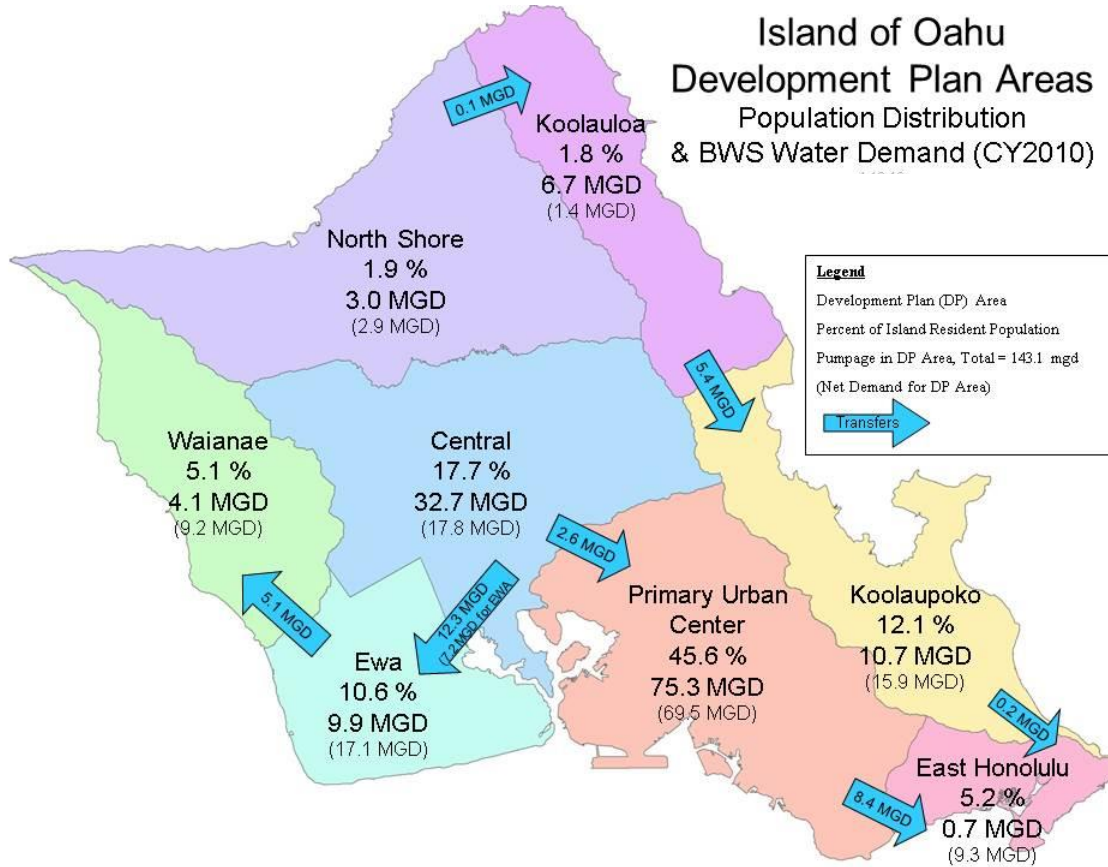 Island of Oahu
Development Plan Areas
Population Distribution
& BWS Water Demand (CY2010)
0.1 MGD
Koolauloa
1.8 %
6.7 MGD
(1.4 MGD)
North Shore
1.9 %
3.0 MGD
(2.9 MGD)
Legend
Development Plan (DP) Area
Percent of Island Resident Population
Pumpage in DP Area, Total = 143.1 mgd
(Net Demand for DP Area)
Transfers
5.4 MGD
Waianae
5.1 %
4.1 MGD
(9.2 MGD)
Central
17.7 %
32.7 MGD
(17.8 MGD)
2.6 MGD
12.3 MGD
(7.2 MGD for EWA
5.1 MGD
Ewa
10.6 %
9.9 MGD
(17.1 MGD)
Primary Urban
Center
45.6 %
75.3 MGD
(69.5 MGD)
Koolaupoko
12.1 %
10.7 MGD
(15.9 MGD)
0.2 MGD
8.4 MGD
East Honolulu
5.2 %
0.7 MGD
(9.3 MGD)